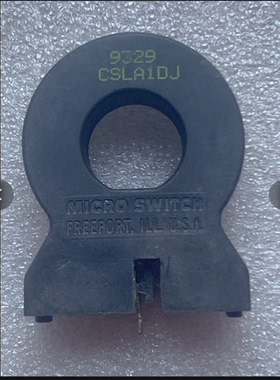 9329
CSLA1DJ
MICRO SWITCH
FREEPORT, ILL. U.S.A.